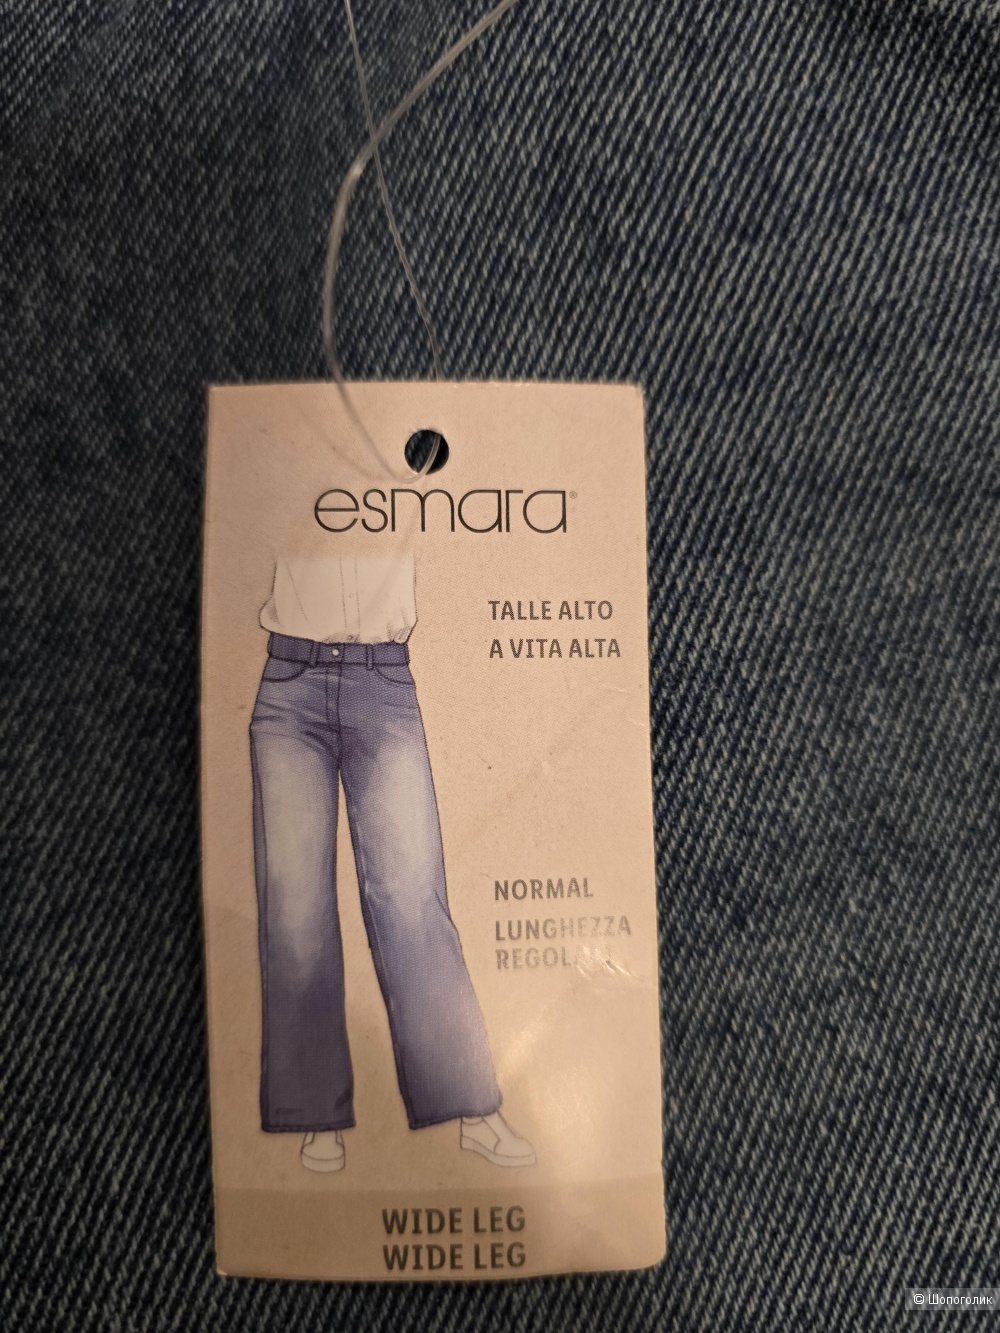 esmara®
TALLE ALTO
A VITA ALTA
NORMAL
LUNGHEZZA
WIDE LEG
WIDE LEG
© Шопоголик